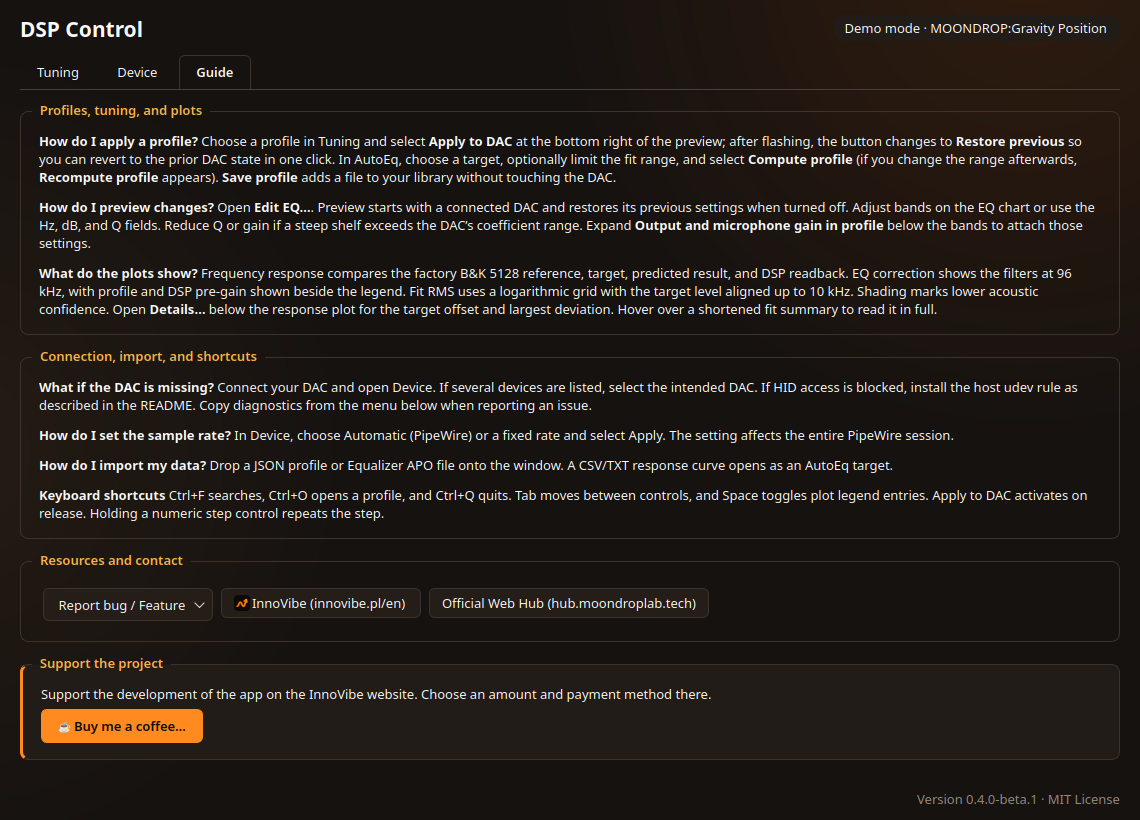 DSP Control
Demo mode · MOONDROP:Gravity Position
Tuning
Device
Guide
Profiles, tuning, and plots
How do I apply a profile? Choose a profile in Tuning and select Apply to DAC at the bottom right of the preview; after flashing, the button changes to Restore previous so
you can revert to the prior DAC state in one click. In AutoEq, choose a target, optionally limit the fit range, and select Compute profile (if you change the range afterwards,
Recompute profile appears). Save profile adds a file to your library without touching the DAC.
How do I preview changes? Open Edit EQ.... Preview starts with a connected DAC and restores its previous settings when turned off. Adjust bands on the EQ chart or use the
Hz, dB, and Q fields. Reduce Q or gain if a steep shelf exceeds the DAC’s coefficient range. Expand Output and microphone gain in profile below the bands to attach those
settings.
What do the plots show? Frequency response compares the factory B&K 5128 reference, target, predicted result, and DSP readback. EQ correction shows the filters at 96
kHz, with profile and DSP pre-gain shown beside the legend. Fit RMS uses a logarithmic grid with the target level aligned up to 10 kHz. Shading marks lower acoustic
confidence. Open Details... below the response plot for the target offset and largest deviation. Hover over a shortened fit summary to read it in full.
Connection, import, and shortcuts
What if the DAC is missing? Connect your DAC and open Device. If several devices are listed, select the intended DAC. If HID access is blocked, install the host udev rule as
described in the README. Copy diagnostics from the menu below when reporting an issue.
How do I set the sample rate? In Device, choose Automatic (PipeWire) or a fixed rate and select Apply. The setting affects the entire PipeWire session.
How do I import my data? Drop a JSON profile or Equalizer APO file onto the window. A CSV/TXT response curve opens as an AutoEq target.
Keyboard shortcuts Ctrl+F searches, Ctrl+O opens a profile, and Ctrl+Q quits. Tab moves between controls, and Space toggles plot legend entries. Apply to DAC activates on
release. Holding a numeric step control repeats the step.
Resources and contact
Report bug / Feature
InnoVibe (innovibe.pl/en)
Official Web Hub (hub.moondroplab.tech)
Support the project
Support the development of the app on the InnoVibe website. Choose an amount and payment method there.
☕ Buy me a coffee...
Version 0.4.0-beta.1 · MIT License